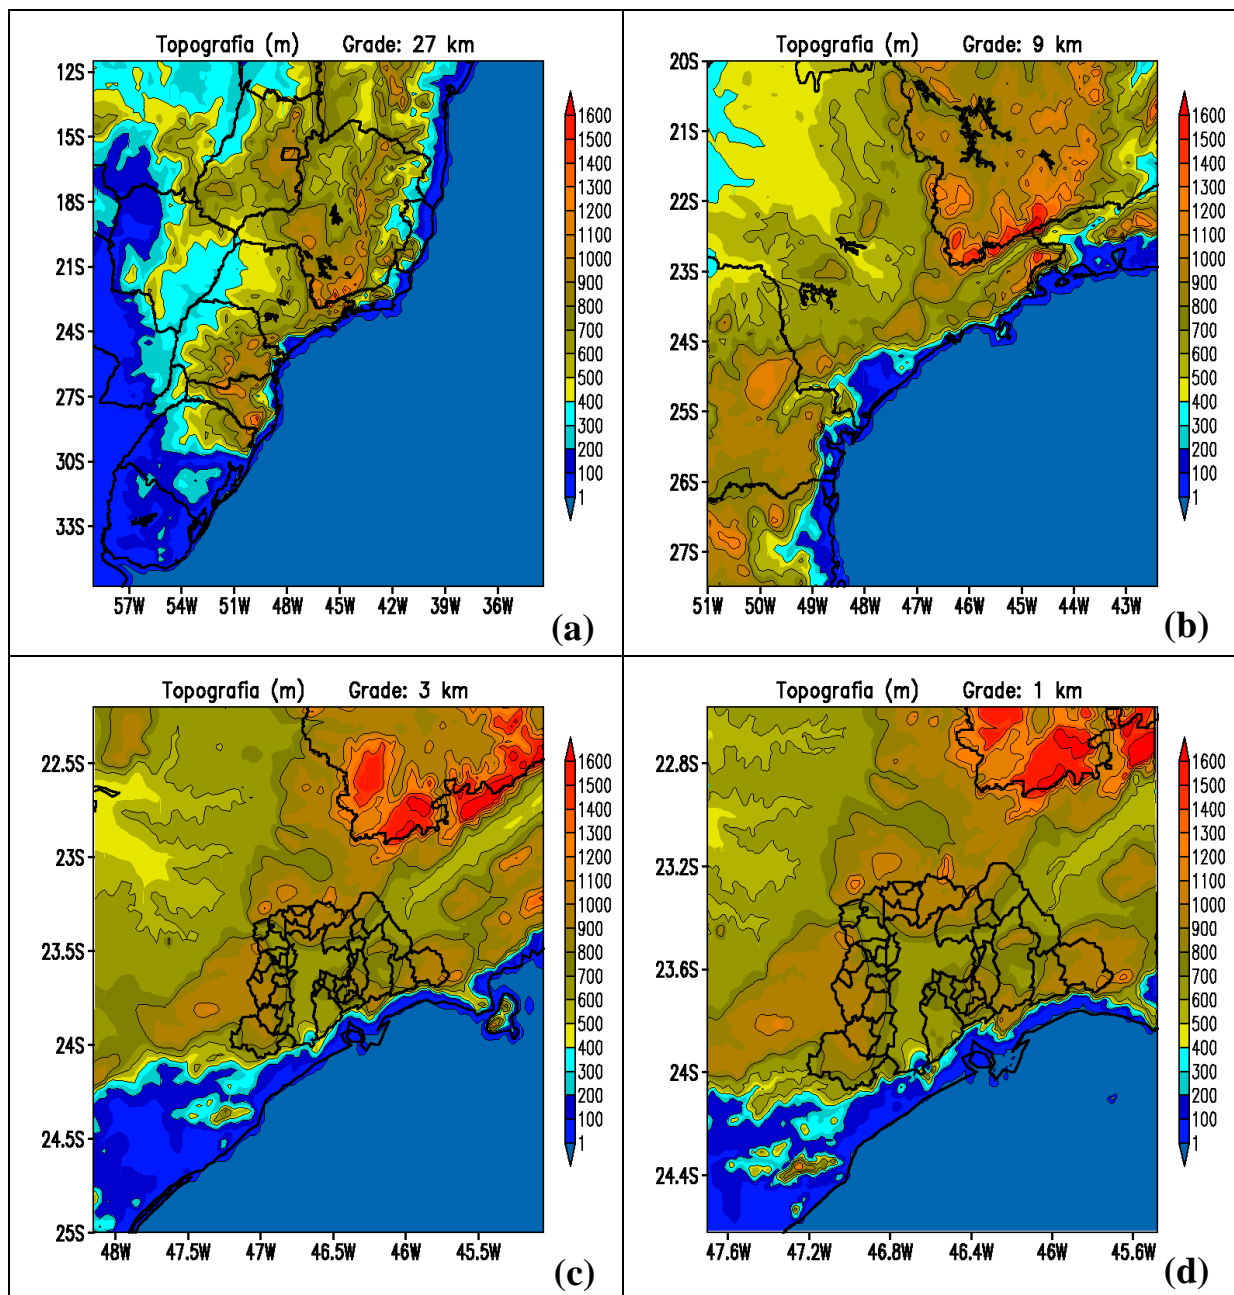 Topografia (m) Grade: 27 km
12S
15S
18S
21S
24S
27S
30S
33S
57W 54W 51W 48W 45W 42W 39W 36W
1600
1500
1400
1300
1200
1100
1000
900
800
700
600
500
400
300
200
100
1
(a)
Topografia (m) Grade: 9 km
20S
21S
22S
23S
24S
25S
26S
27S
51W 50W 49W 48W 47W 46W 45W 44W 43W
1600
1500
1400
1300
1200
1100
1000
900
800
700
600
500
400
300
200
100
1
(b)
Topografia (m) Grade: 3 km
22.5S
23S
23.5S
24S
24.5S
25S
48W 47.5W 47W 46.5W 46W 45.5W
1600
1500
1400
1300
1200
1100
1000
900
800
700
600
500
400
300
200
100
1
(c)
Topografia (m) Grade: 1 km
22.8S
23.2S
23.6S
24S
24.4S
47.6W 47.2W 46.8W 46.4W 46W 45.6W
1600
1500
1400
1300
1200
1100
1000
900
800
700
600
500
400
300
200
100
1
(d)